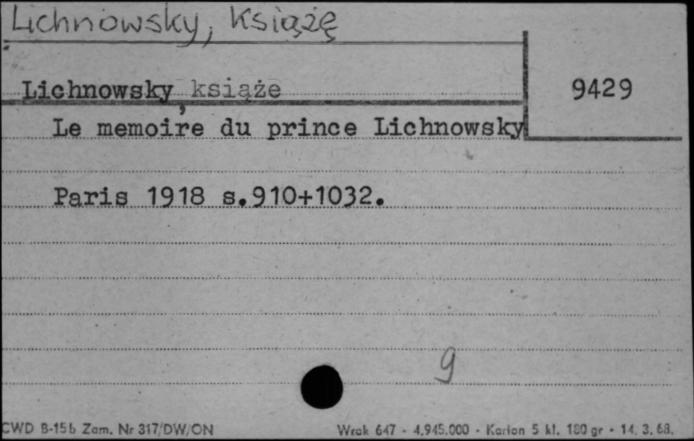 Lichnowsky, Książę
Lichnowsky książe
9429
Le memoire du prince Lichnowsky
Paris 1918 s.910+1032.
9
CWD B-15b Zam. Nr 317/DW/ON
Wrak 647 - 4.945.000 - Karton 5 kl. 180 gr - 14. 3. 68.